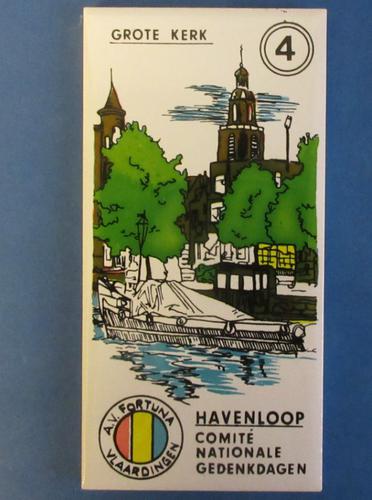 GROTE KERK
4
A.V. FORTUNA
VLAARDINGEN
HAVENLOOP
COMITÉ
NATIONALE
GEDENKDAGEN